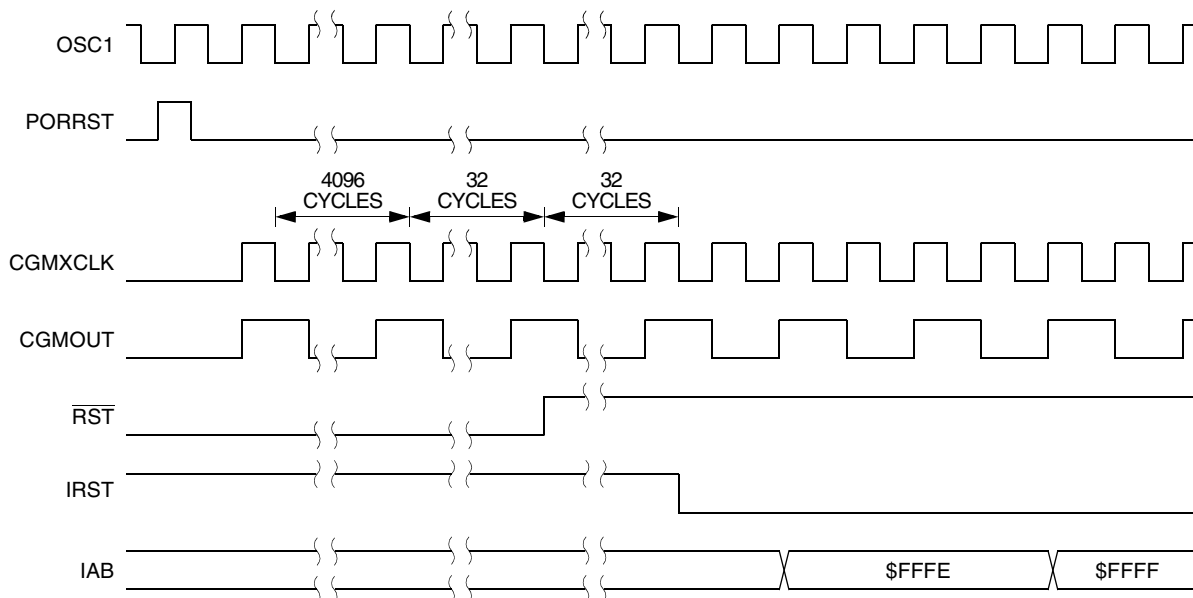 OSC1
PORRST
4096
CYCLES
32
CYCLES
32
CYCLES
CGMXCLK
CGMOUT
RST
IRST
IAB
$FFFE
$FFFF